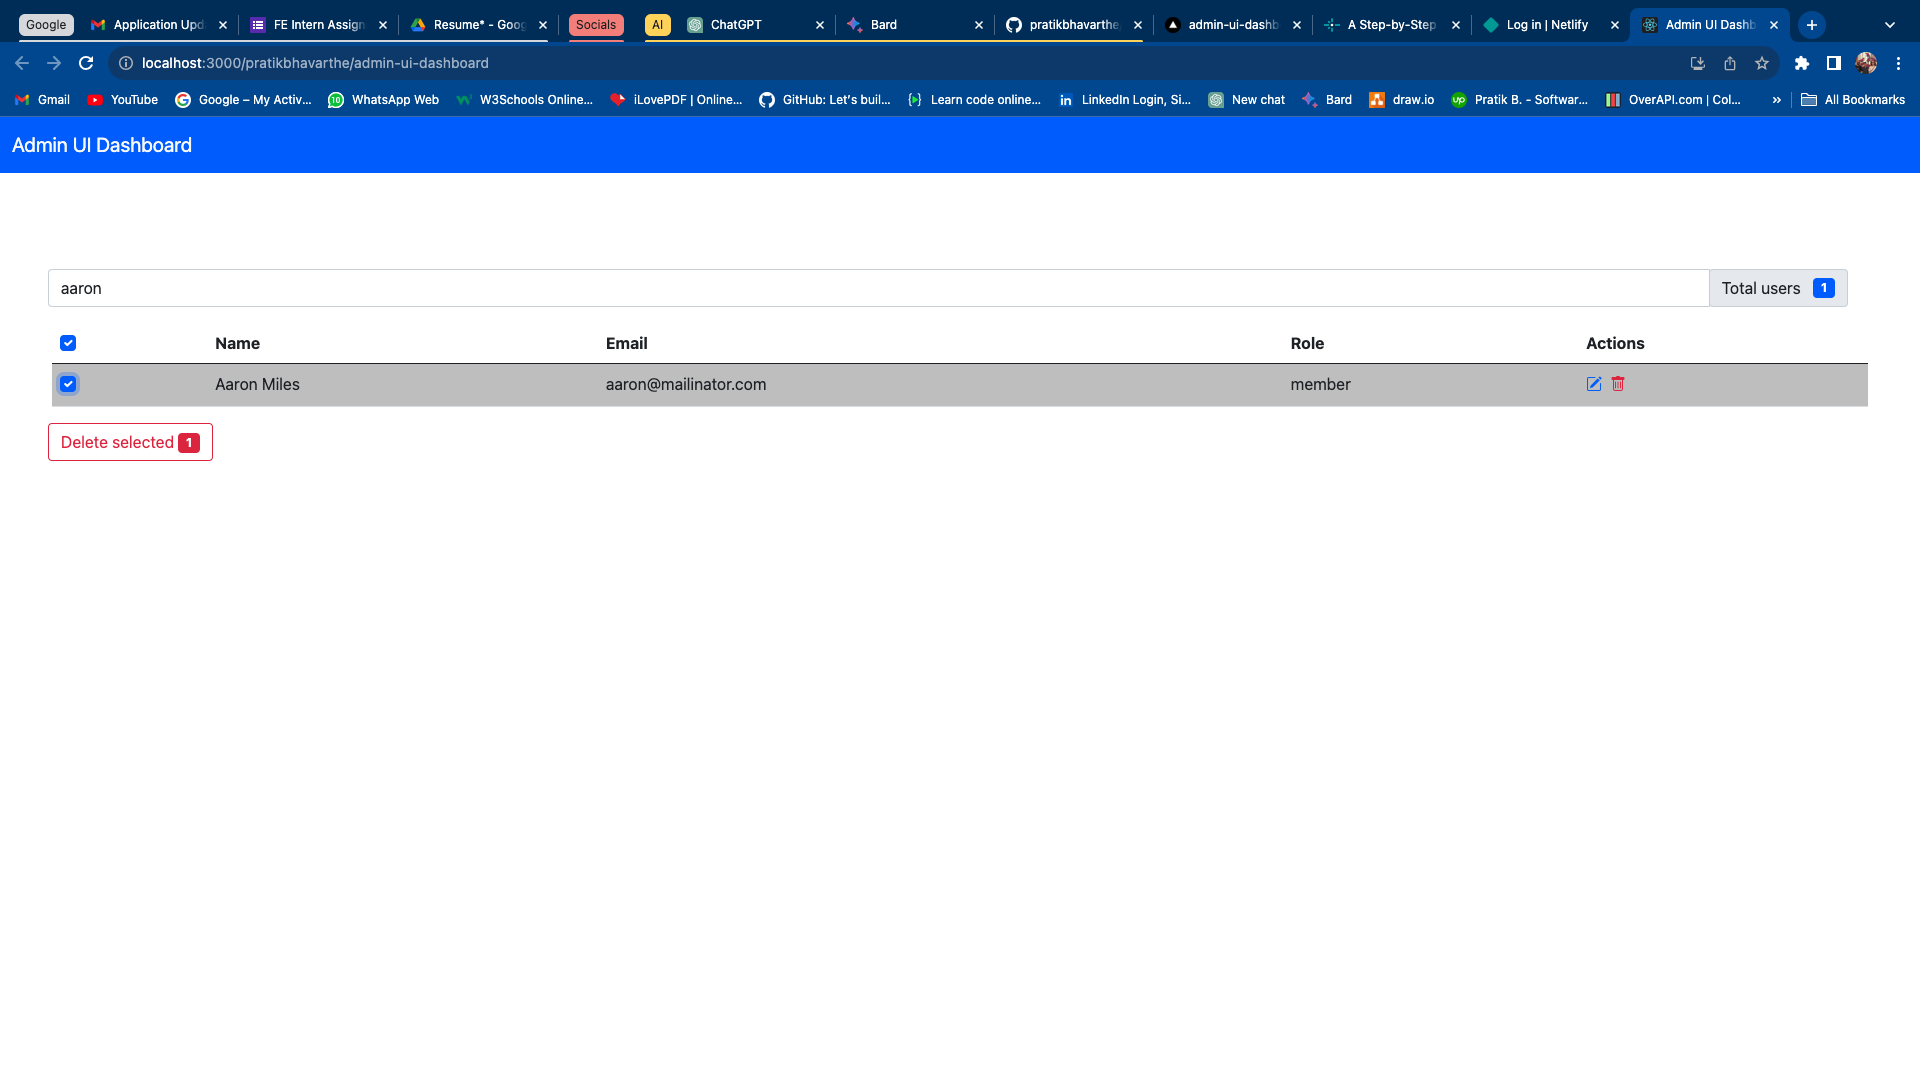 Google Application Upd FE Intern Assign Resume* - Goog Socials AI ChatGPT Bard pratikbhavarthe admin-ui-dashb A Step-by-Step Log in | Netlify Admin UI Dashb
localhost:3000/pratikbhavarthe/admin-ui-dashboard
Gmail YouTube Google – My Activ... 10 WhatsApp Web W3Schools Online... iLovePDF | Online... GitHub: Let's buil... Learn code online... in LinkedIn Login, Si... New chat Bard draw.io up Pratik B. - Softwar... OverAPI.com | Col... » All Bookmarks
Admin UI Dashboard
aaron Total users 1
Name Email Role Actions
Aaron Miles aaron@mailinator.com member
Delete selected 1